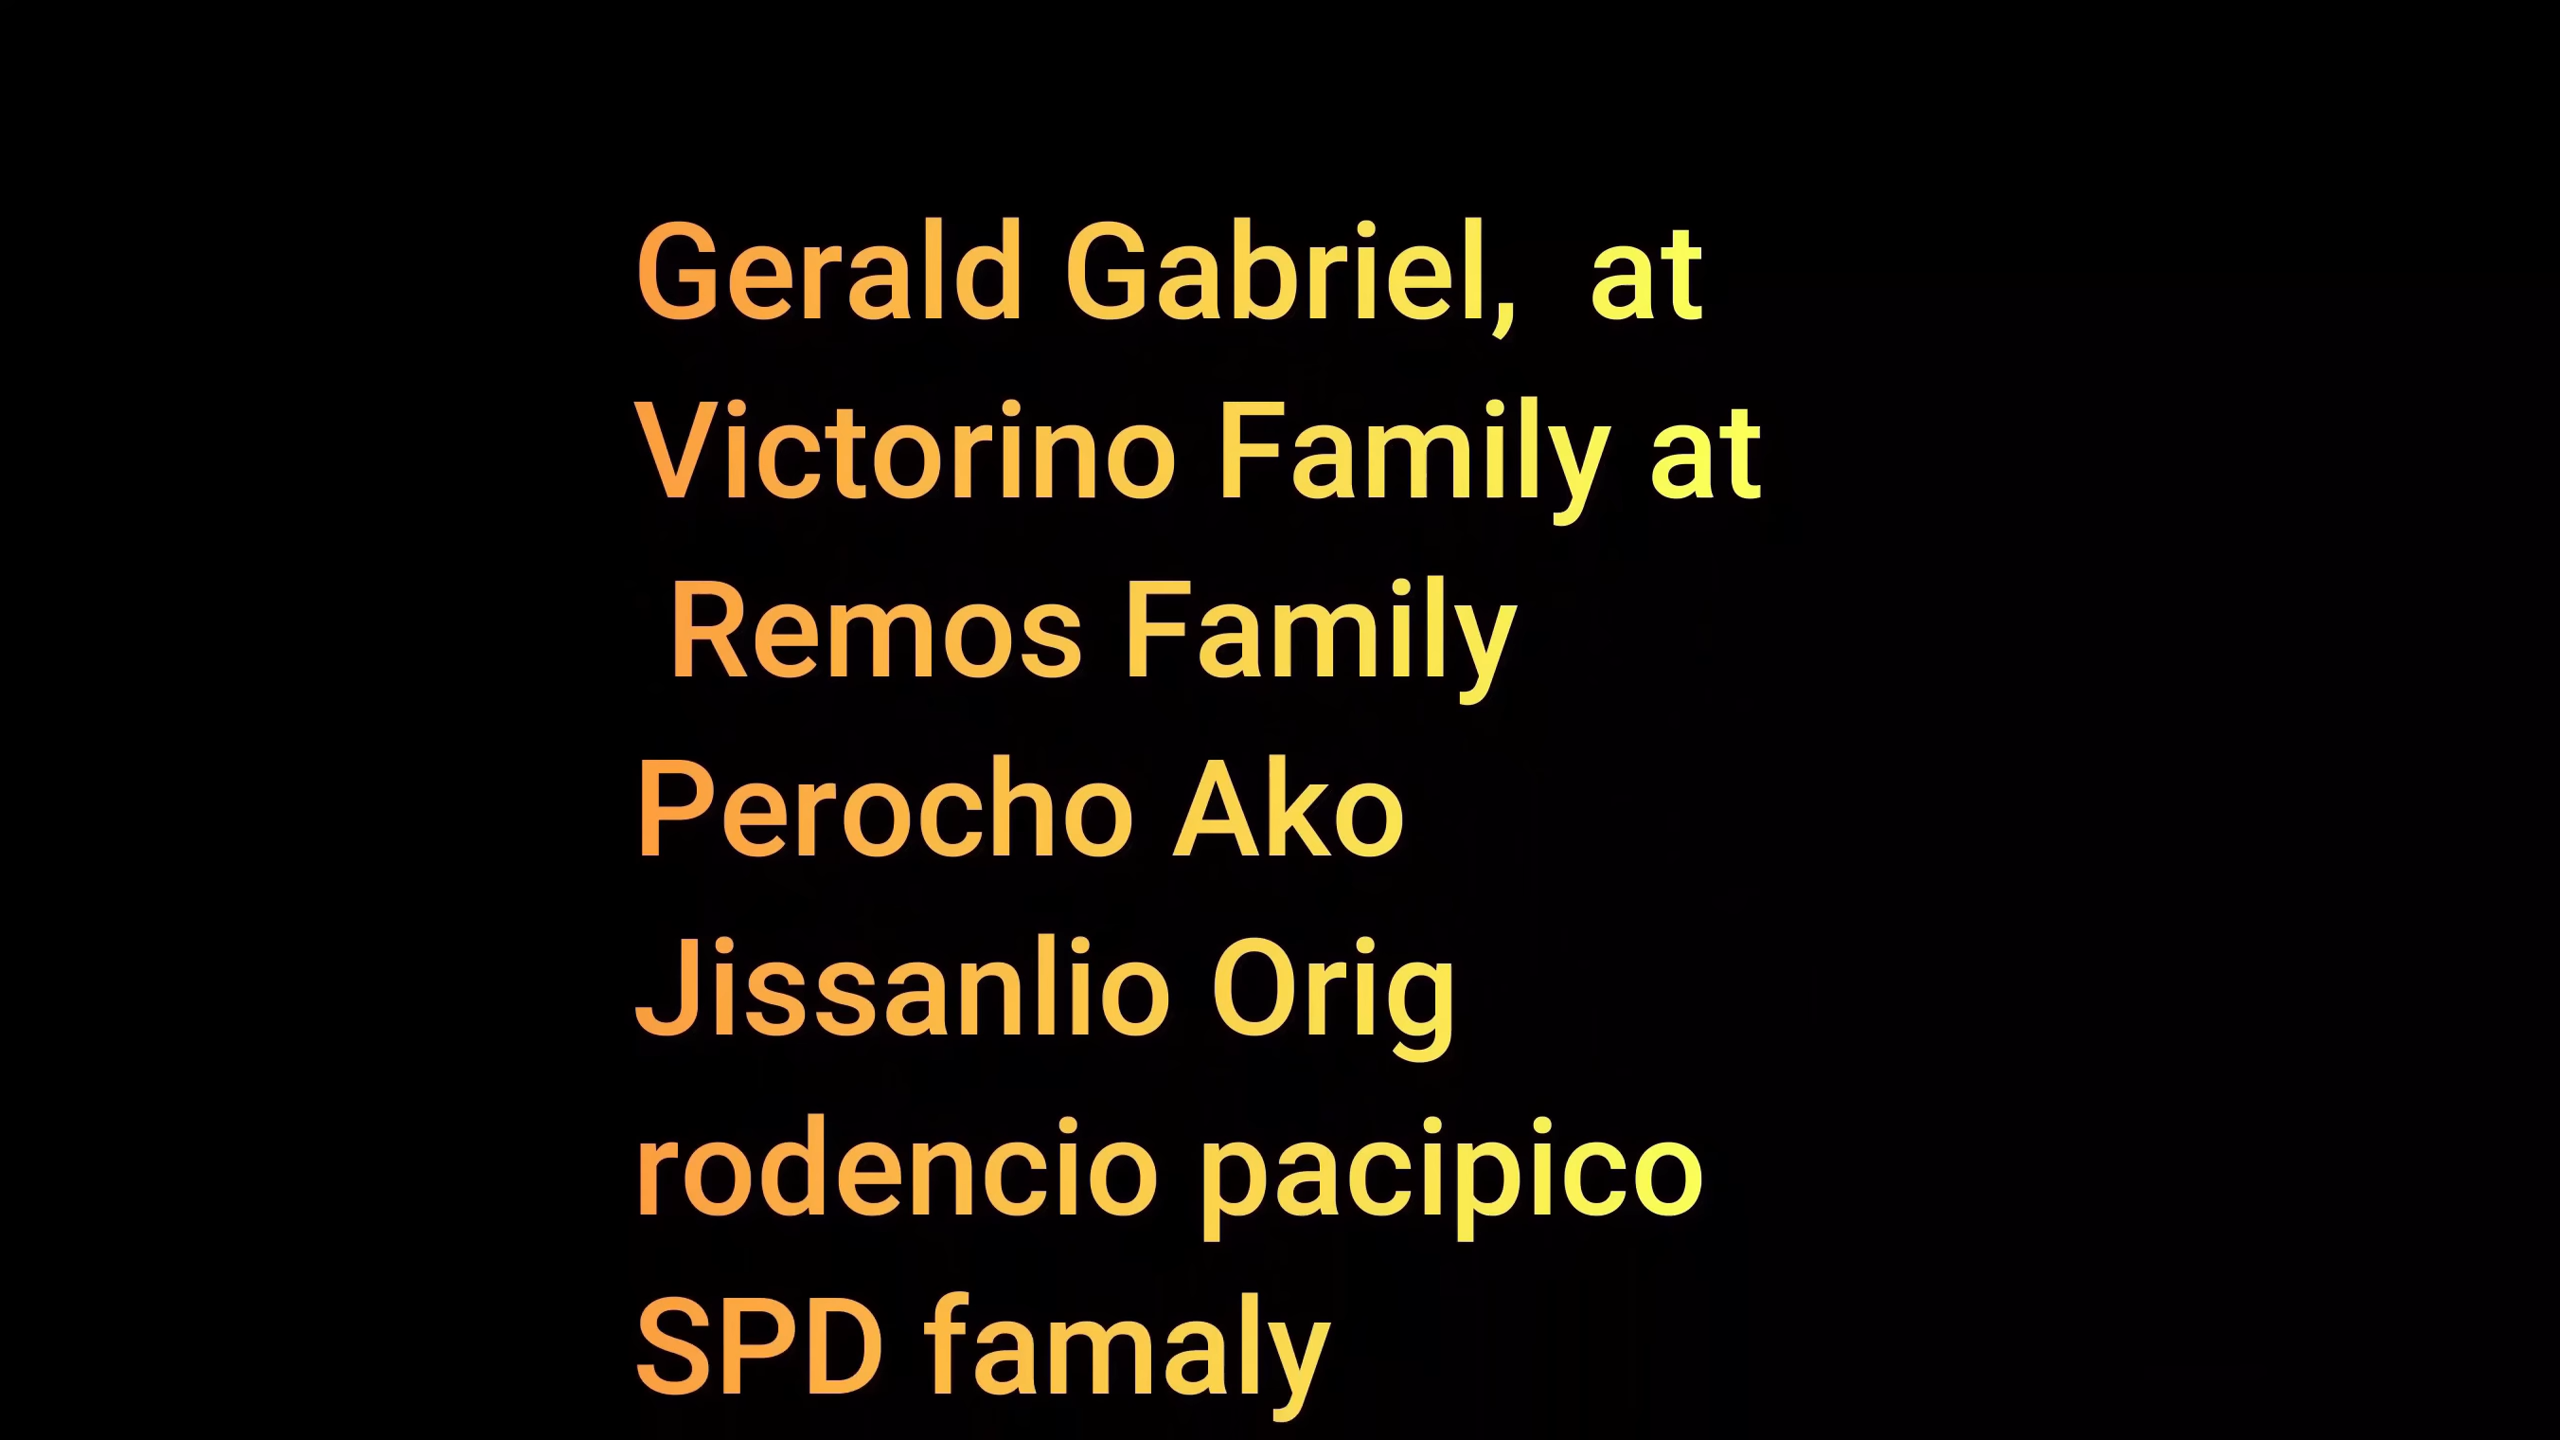 Gerald Gabriel,  at
Victorino Family at
Remos Family
Perocho Ako
Jissanlio Orig
rodencio pacipico
SPD famaly